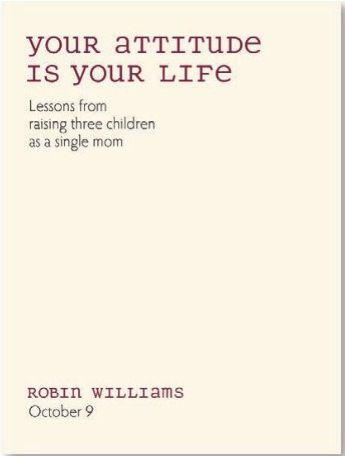 Your attitude
is your life
Lessons from
raising three children
as a single mom
Robin Williams
October 9